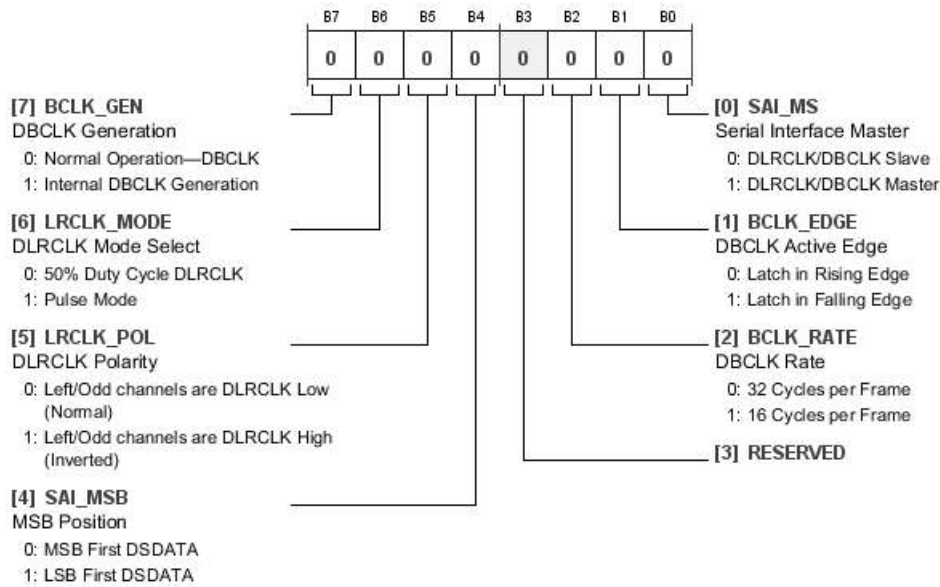 B7 B6 B5 B4 B3 B2 B1 B0
0 0 0 0 0 0 0 0
[7] BCLK_GEN
DBCLK Generation
0: Normal Operation—DBCLK
1: Internal DBCLK Generation
[6] LRCLK_MODE
DLRCLK Mode Select
0: 50% Duty Cycle DLRCLK
1: Pulse Mode
[5] LRCLK_POL
DLRCLK Polarity
0: Left/Odd channels are DLRCLK Low
(Normal)
1: Left/Odd channels are DLRCLK High
(Inverted)
[4] SAI_MSB
MSB Position
0: MSB First DSDATA
1: LSB First DSDATA
[0] SAI_MS
Serial Interface Master
0: DLRCLK/DBCLK Slave
1: DLRCLK/DBCLK Master
[1] BCLK_EDGE
DBCLK Active Edge
0: Latch in Rising Edge
1: Latch in Falling Edge
[2] BCLK_RATE
DBCLK Rate
0: 32 Cycles per Frame
1: 16 Cycles per Frame
[3] RESERVED